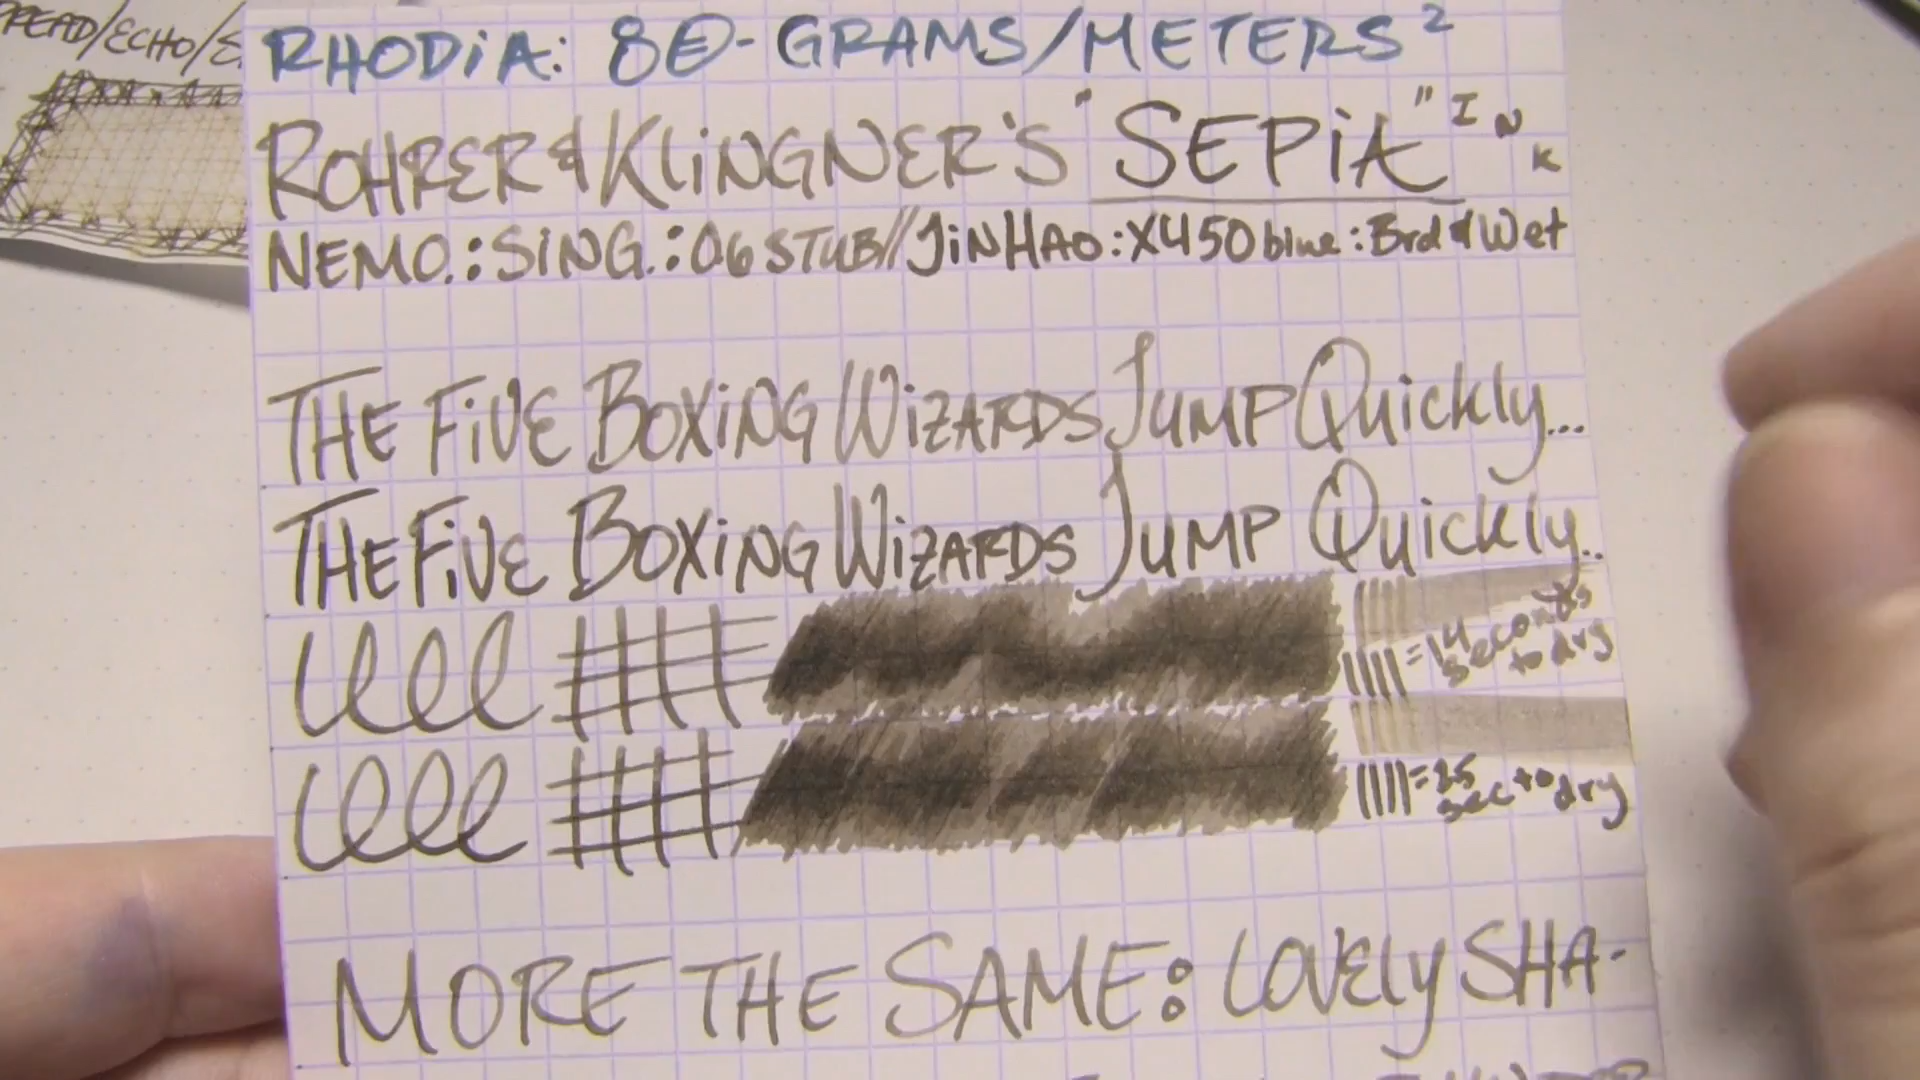 READ/ECHO/
RHODiA: 80- GRAMS/METERS²
ROHRER & KLiNGNER'S "SEPiA" INK
NEMO.:SiNG.:06 STUB//JiNHAO:X450 blue:Brd & Wet
THE FiVE BOXiNG WiZARDS JUMP Quickly...
THE FiVE BOXiNG WiZARDS JUMP Quickly..
=14 seconds to dry
=25 sec to dry
MORE THE SAME: LOVELY SHA-